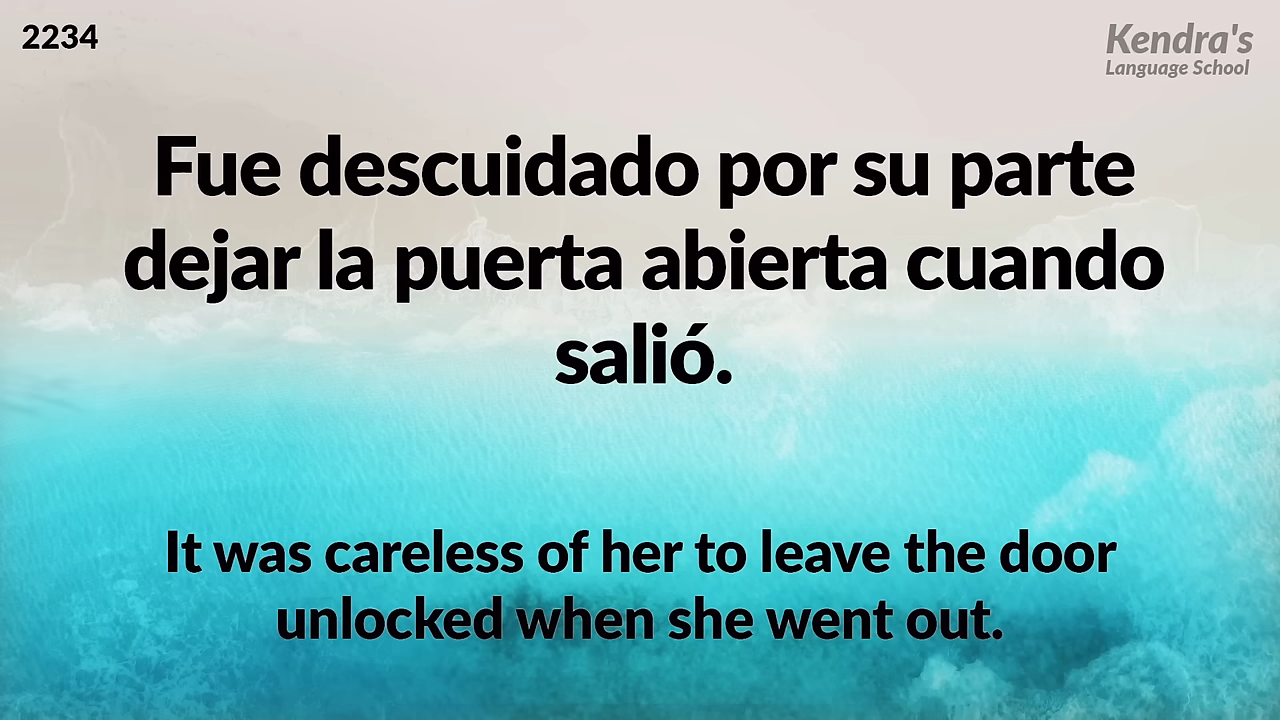 2234
Kendra's
Language School
Fue descuidado por su parte
dejar la puerta abierta cuando
salió.
It was careless of her to leave the door
unlocked when she went out.